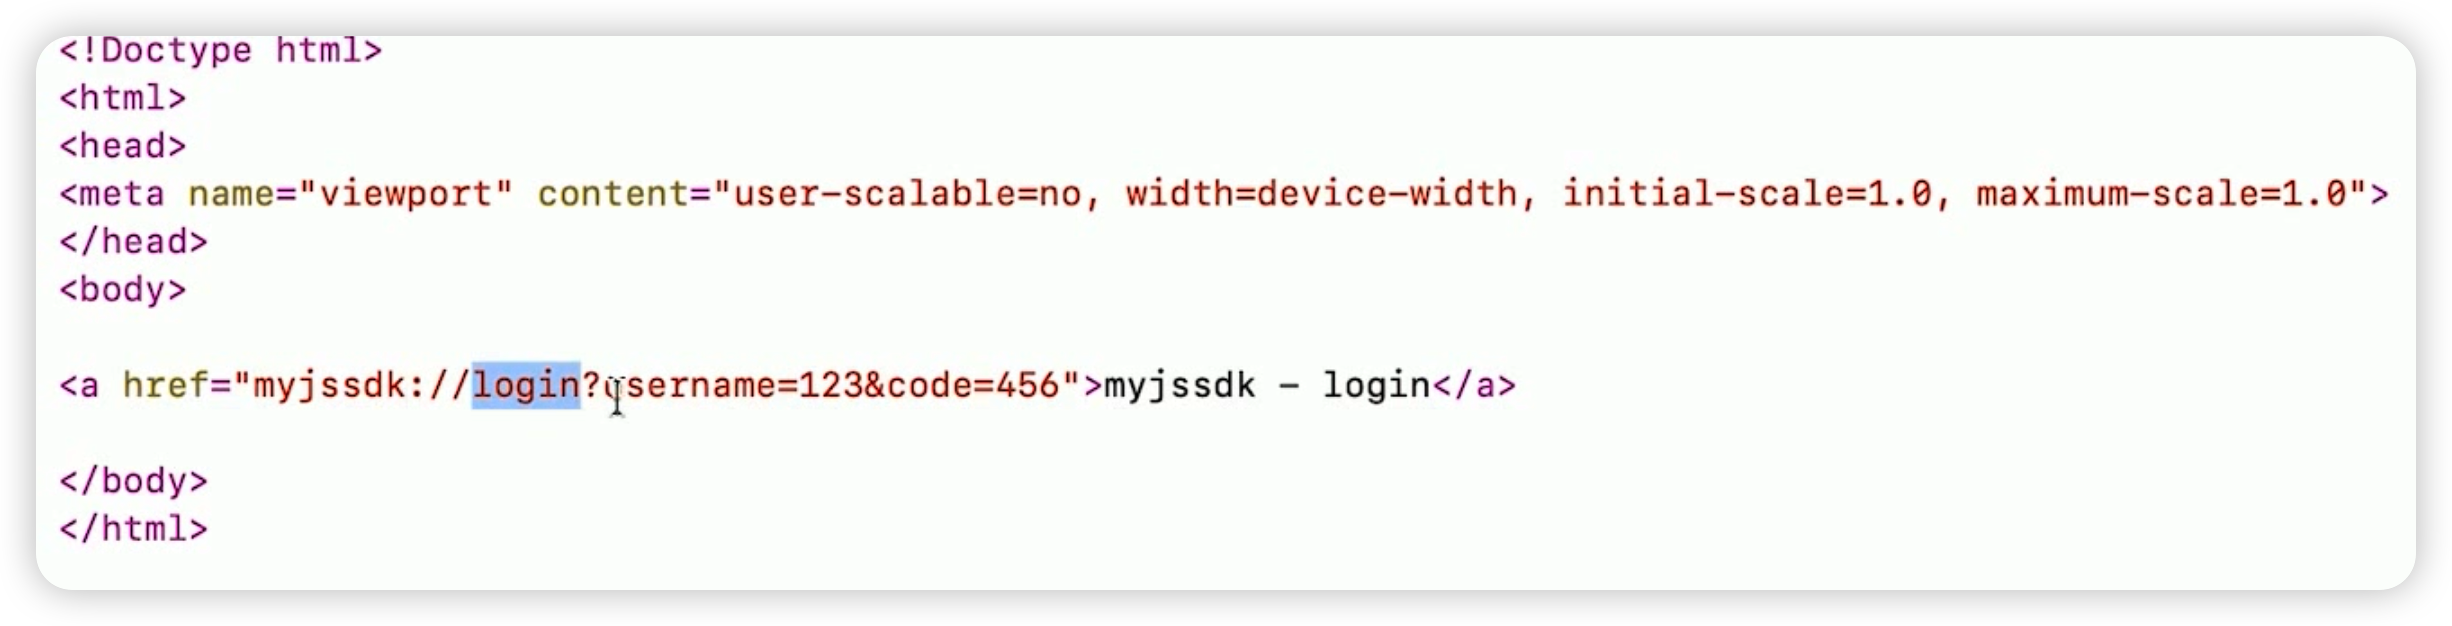 <!Doctype html>
<html>
<head>
<meta name="viewport" content="user-scalable=no, width=device-width, initial-scale=1.0, maximum-scale=1.0">
</head>
<body>
<a href="myjssdk://login?username=123&code=456">myjssdk - login</a>
</body>
</html>